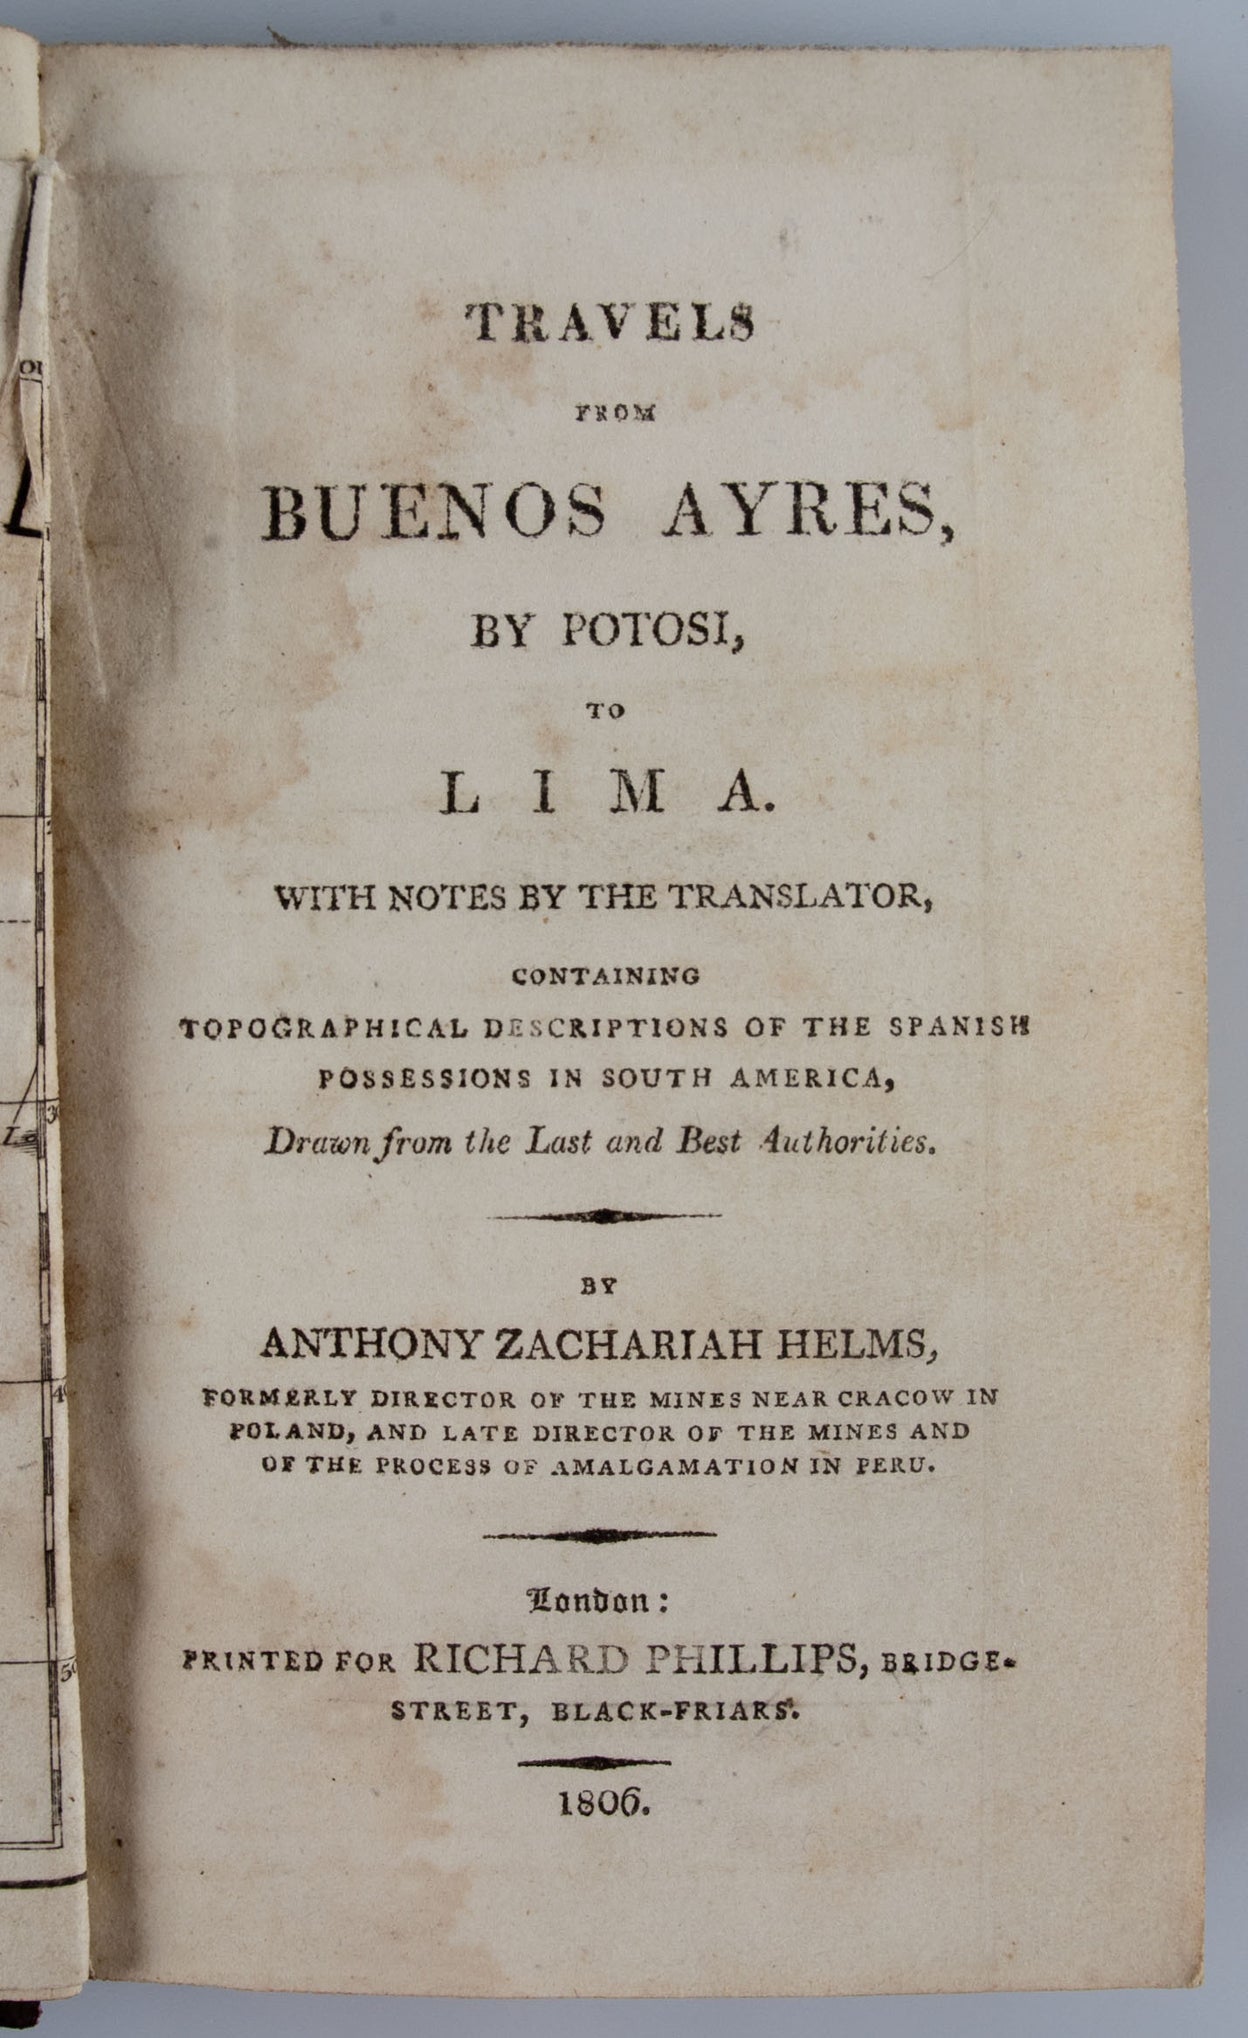 TRAVELS
FROM
BUENOS AYRES,
BY POTOSI,
TO
LIMA.
WITH NOTES BY THE TRANSLATOR,
CONTAINING
TOPOGRAPHICAL DESCRIPTIONS OF THE SPANISH
POSSESSIONS IN SOUTH AMERICA,
Drawn from the Last and Best Authorities.
BY
ANTHONY ZACHARIAH HELMS,
FORMERLY DIRECTOR OF THE MINES NEAR CRACOW IN
POLAND, AND LATE DIRECTOR OF THE MINES AND
OF THE PROCESS OF AMALGAMATION IN PERU.
London:
PRINTED FOR RICHARD PHILLIPS, BRIDGE-
STREET, BLACK-FRIARS.
1806.